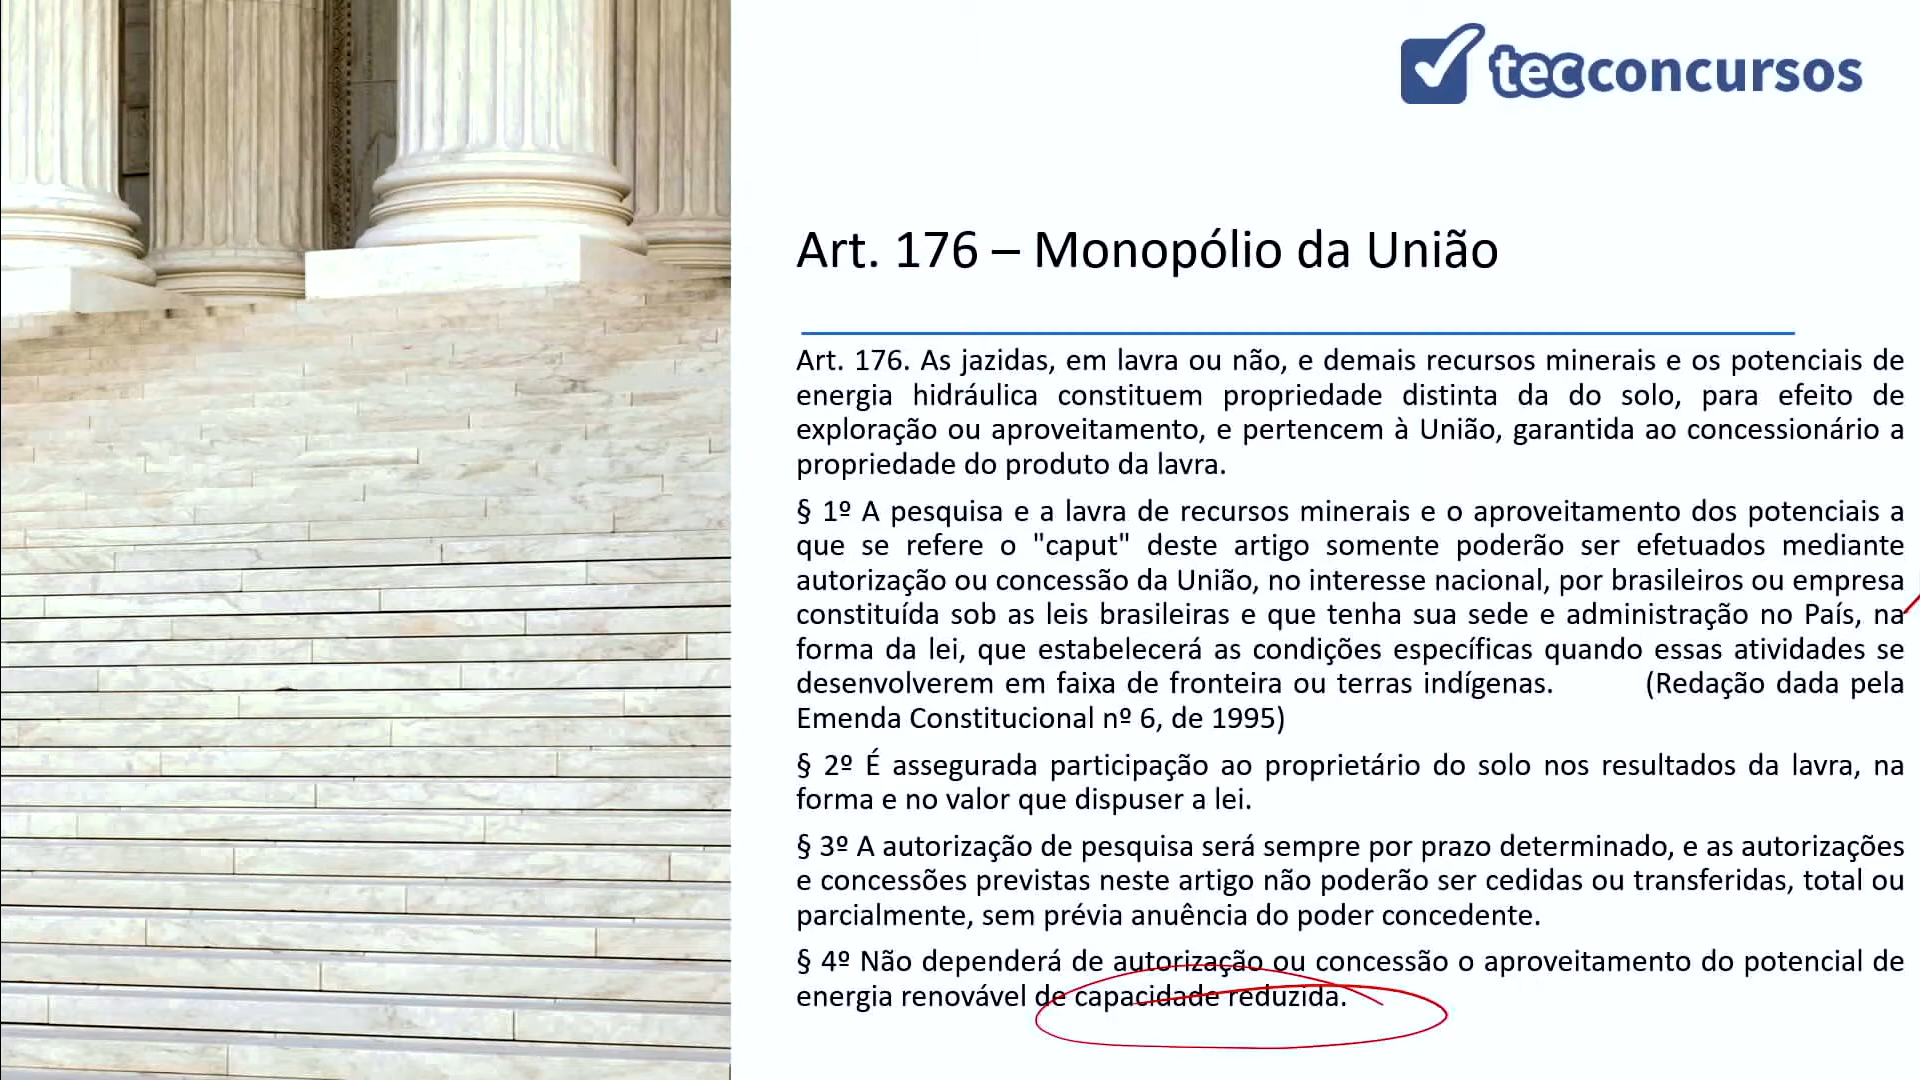 tecconcursos
Art. 176 – Monopólio da União
Art. 176. As jazidas, em lavra ou não, e demais recursos minerais e os potenciais de
energia hidráulica constituem propriedade distinta da do solo, para efeito de
exploração ou aproveitamento, e pertencem à União, garantida ao concessionário a
propriedade do produto da lavra.
§ 1º A pesquisa e a lavra de recursos minerais e o aproveitamento dos potenciais a
que se refere o "caput" deste artigo somente poderão ser efetuados mediante
autorização ou concessão da União, no interesse nacional, por brasileiros ou empresa
constituída sob as leis brasileiras e que tenha sua sede e administração no País, na
forma da lei, que estabelecerá as condições específicas quando essas atividades se
desenvolverem em faixa de fronteira ou terras indígenas. (Redação dada pela
Emenda Constitucional nº 6, de 1995)
§ 2º É assegurada participação ao proprietário do solo nos resultados da lavra, na
forma e no valor que dispuser a lei.
§ 3º A autorização de pesquisa será sempre por prazo determinado, e as autorizações
e concessões previstas neste artigo não poderão ser cedidas ou transferidas, total ou
parcialmente, sem prévia anuência do poder concedente.
§ 4º Não dependerá de autorização ou concessão o aproveitamento do potencial de
energia renovável de capacidade reduzida.